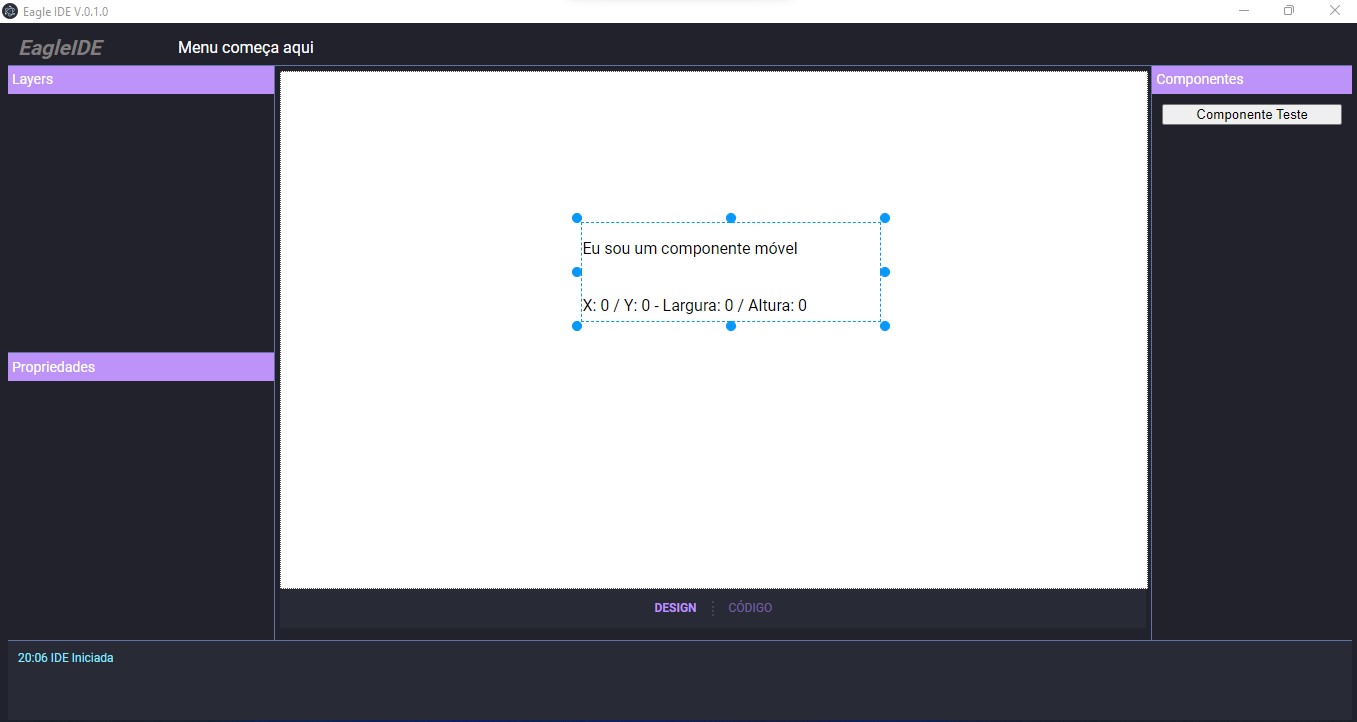 Eagle IDE V.0.1.0
EagleIDE
Menu começa aqui
Layers
Componentes
Componente Teste
Eu sou um componente móvel
X: 0 / Y: 0 - Largura: 0 / Altura: 0
Propriedades
DESIGN
CÓDIGO
20:06 IDE Iniciada